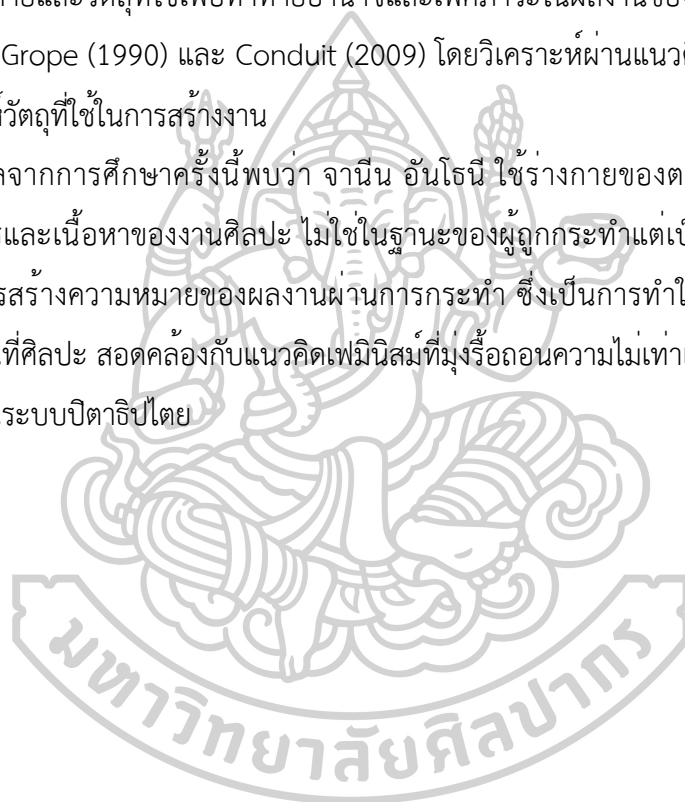 Grope (1990) และ Conduit (2009) โดยวิเคราะห์ผ่าน
วัตถุที่ใช้ในการสร้างงาน
จากการศึกษาครั้งนี้พบว่า จานีน อันโธนี ใช้ร่างกายของ
และเนื้อหาของงานศิลปะ ไม่ใช่ในฐานะของผู้ถูกกระทำแต่
สร้างความหมายของผลงานผ่านการกระทำ ซึ่งเป็นการทำ
ที่ศิลปะ สอดคล้องกับแนวคิดเฟมินิสม์ที่มุ่งรื้อถอนความไม่เท่า
ระบบปิตาธิปไตย
มหาวิทยาลัยศิลปากร